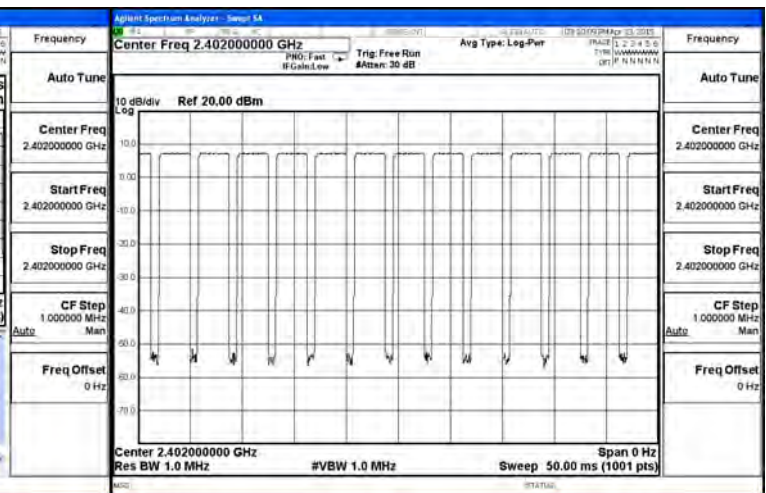 Agilent Spectrum Analyzer - Swept SA
Frequency
Auto Tune
Center Freq
2.402000000 GHz
Start Freq
2.402000000 GHz
Stop Freq
2.402000000 GHz
CF Step
1.000000 MHz
Auto Man
Freq Offset
0 Hz
Center Freq 2.402000000 GHz
PNO: Fast
IFGain:Low
Trig: Free Run
#Atten: 30 dB
Avg Type: Log-Pwr
TRACE 1 2 3 4 5 6
TYPE
DET P N N N N N
10 dB/div Ref 20.00 dBm
Log
10.0
0.00
-10.0
-20.0
-30.0
-40.0
-50.0
-60.0
-70.0
Center 2.402000000 GHz
Span 0 Hz
Res BW 1.0 MHz
#VBW 1.0 MHz
Sweep 50.00 ms (1001 pts)
MSG
STATUS
Frequency
Auto Tune
Center Freq
2.402000000 GHz
Start Freq
2.402000000 GHz
Stop Freq
2.402000000 GHz
CF Step
1.000000 MHz
Auto Man
Freq Offset
0 Hz